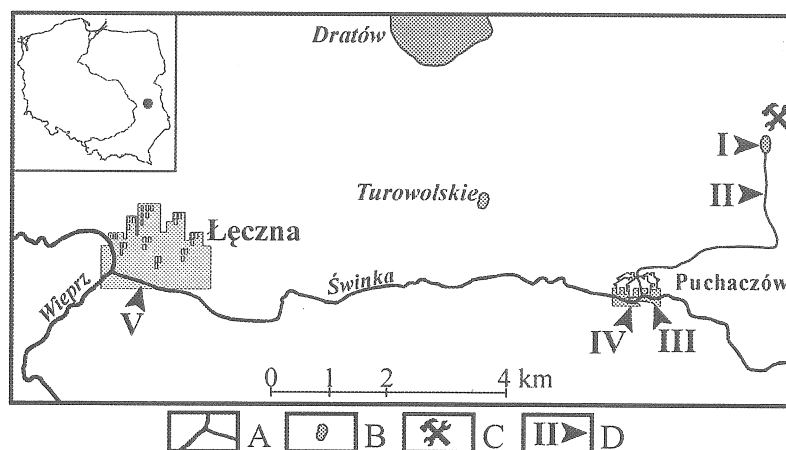 Dratów
I
II
Turowolskie
Łęczna
Świnka
Puchaczów
Wieprz
V
IV III
0 1 2 4 km
A B C II D